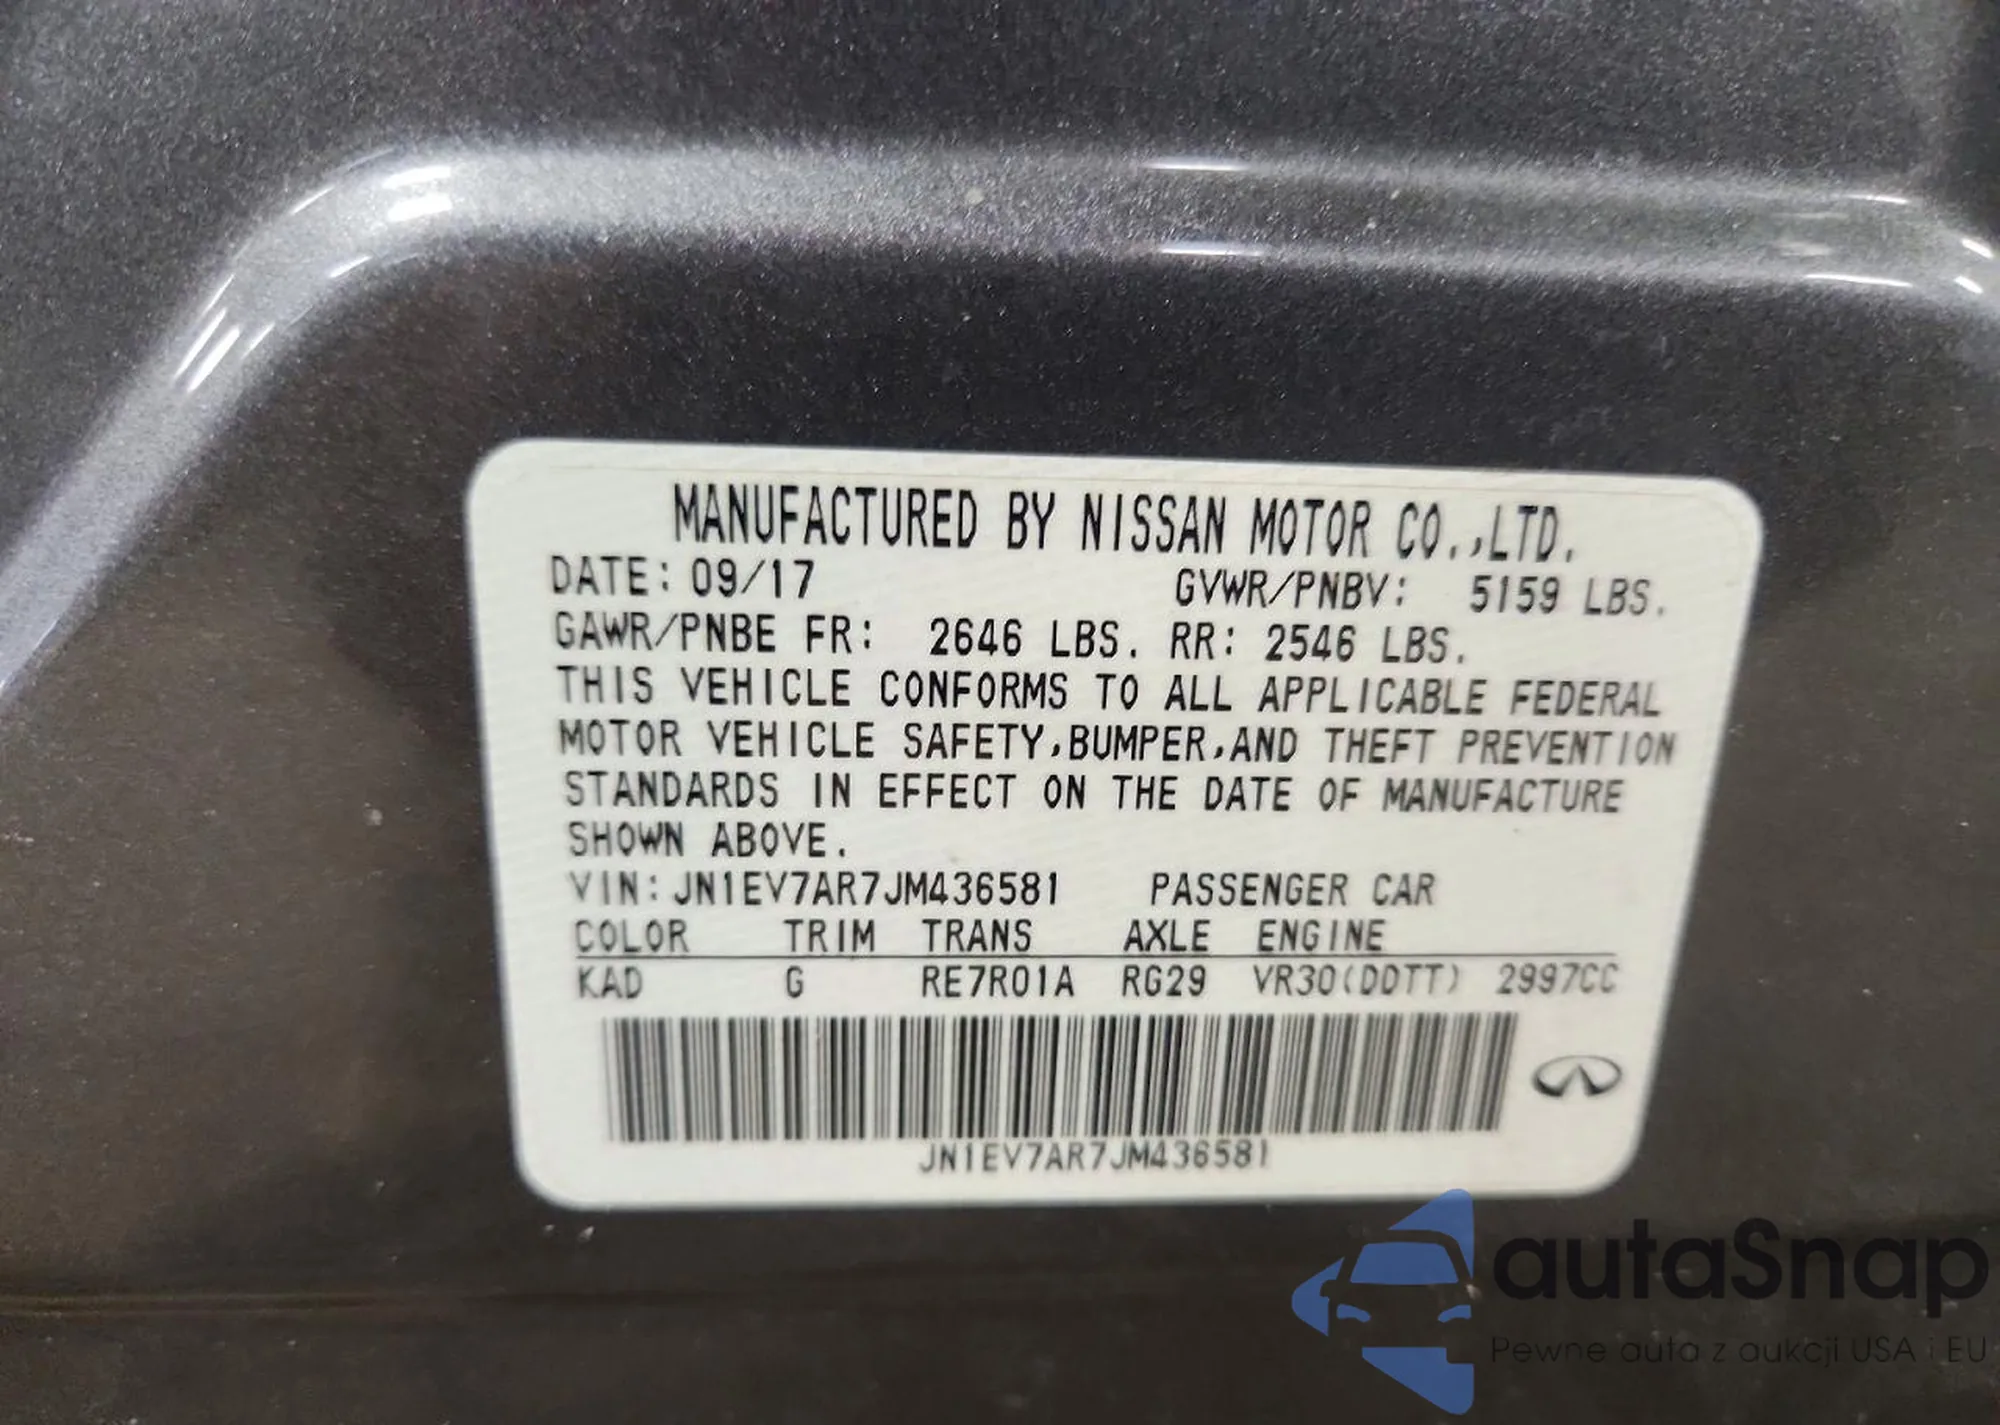 MANUFACTURED BY NISSAN MOTOR CO.,LTD.
DATE: 09/17 GVWR/PNBV: 5159 LBS.
GAWR/PNBE FR: 2646 LBS. RR: 2546 LBS.
THIS VEHICLE CONFORMS TO ALL APPLICABLE FEDERAL
MOTOR VEHICLE SAFETY,BUMPER,AND THEFT PREVENTION
STANDARDS IN EFFECT ON THE DATE OF MANUFACTURE
SHOWN ABOVE.
VIN: JN1EV7AR7JM436581 PASSENGER CAR
COLOR TRIM TRANS AXLE ENGINE
KAD G RE7R01A RG29 VR30(DDTT) 2997CC
JN1EV7AR7JM436581
autaSnap
Pewne auta z aukcji USA i EU